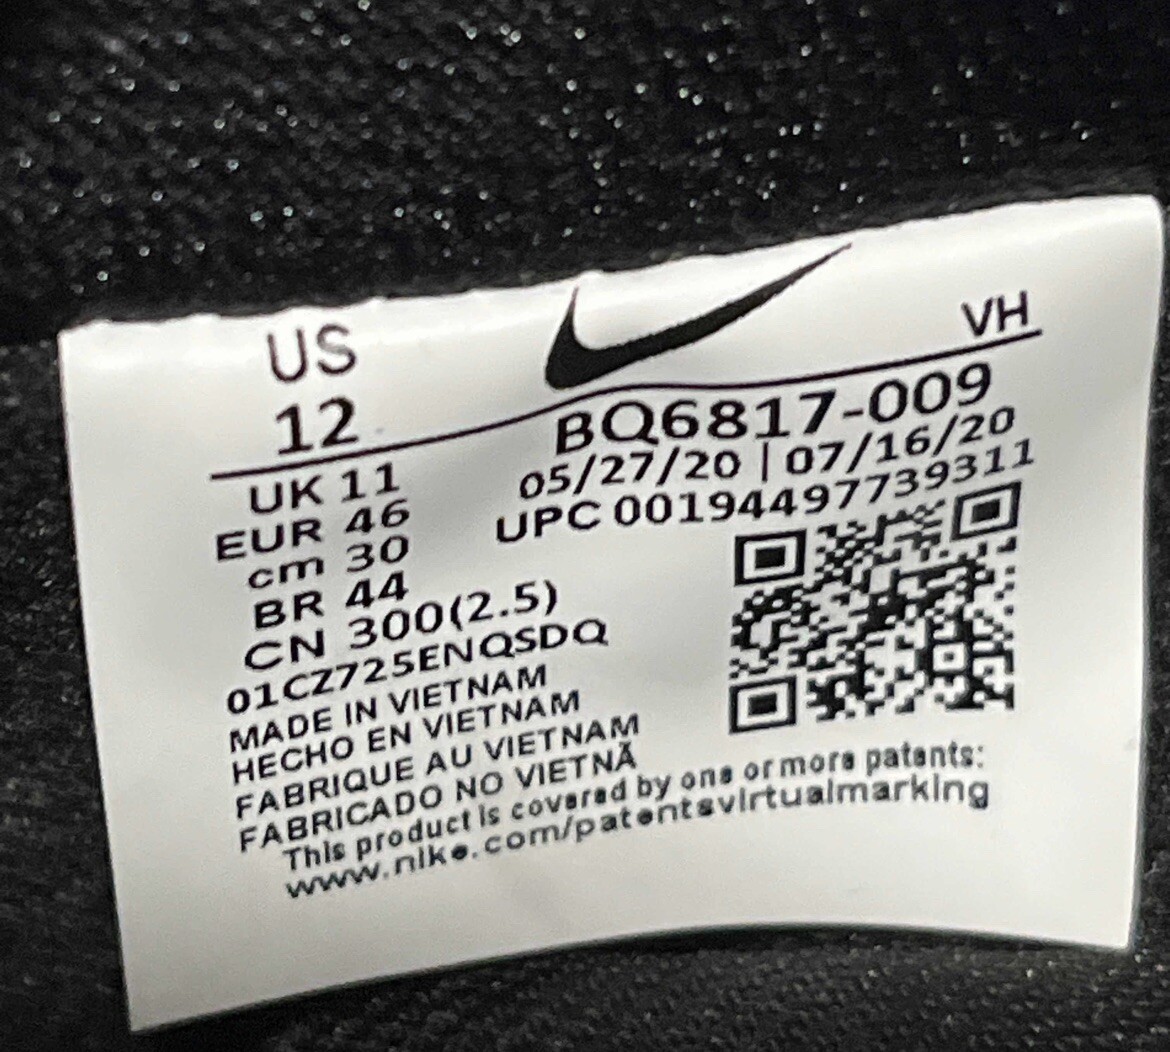 US
12
VH
BQ6817-009
05/27/20 | 07/16/20
UPC 00194497739311
UK 11
EUR 46
cm 30
BR 44
CN 300(2.5)
01CZ725ENQSDQ
MADE IN VIETNAM
HECHO EN VIETNAM
FABRIQUE AU VIETNAM
FABRICADO NO VIETNÃ
This product is covered by one or more patents:
www.nike.com/patentsvirtualmarking